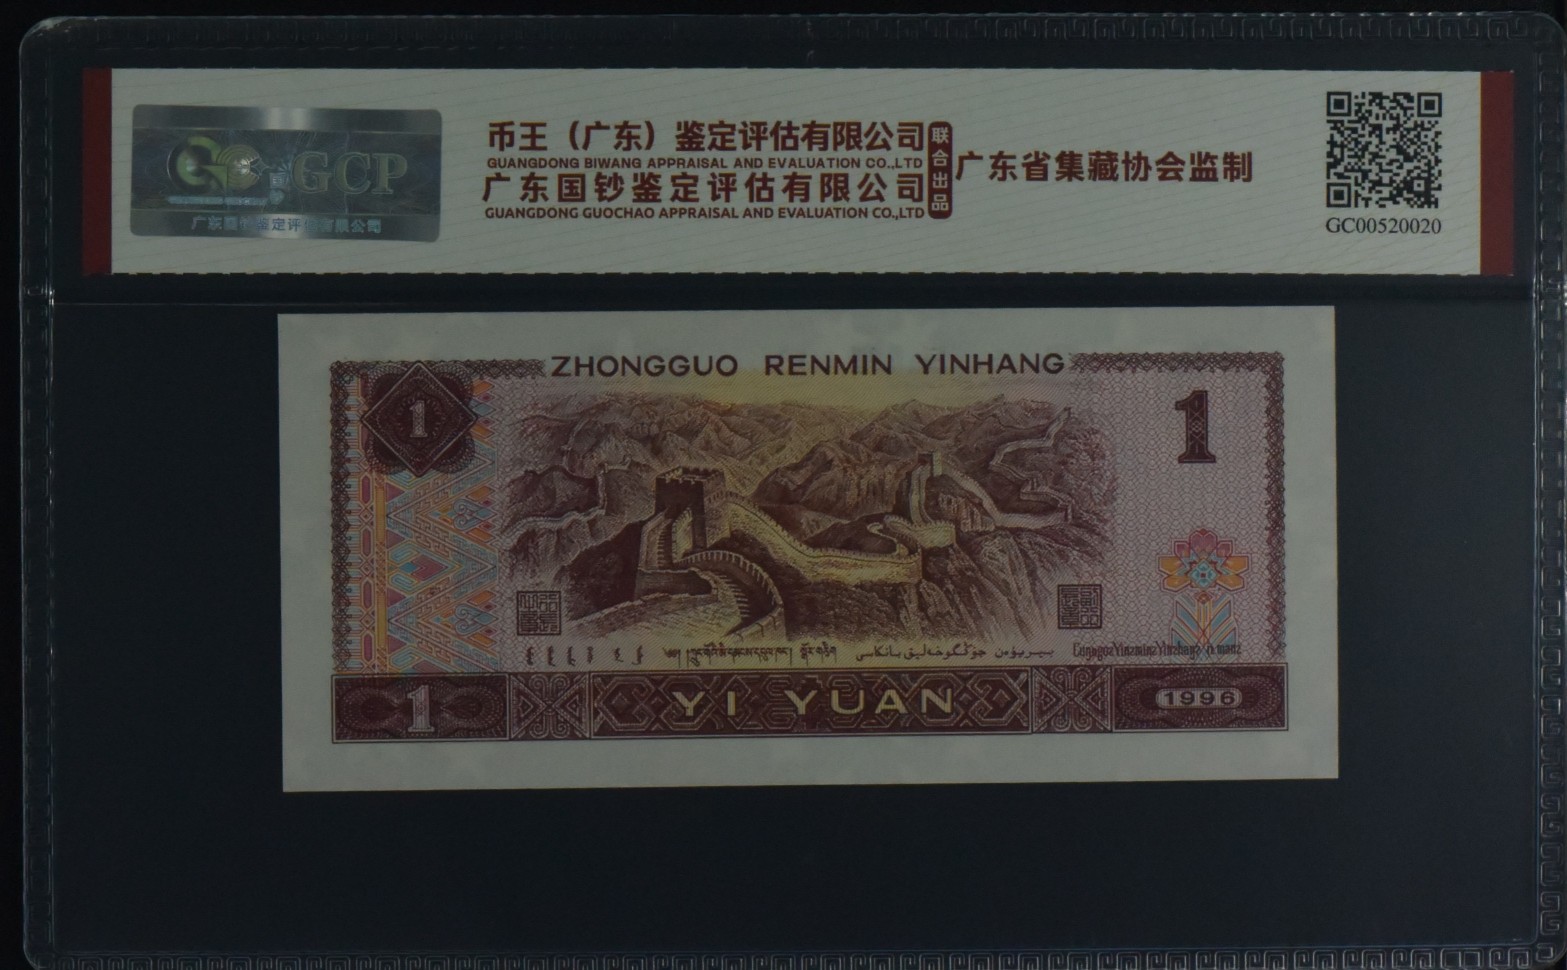 GCP
广东国钞鉴定评估有限公司
币王（广东）鉴定评估有限公司
GUANGDONG BIWANG APPRAISAL AND EVALUATION CO.,LTD
广东国钞鉴定评估有限公司
GUANGDONG GUOCHAO APPRAISAL AND EVALUATION CO.,LTD
联合出品
广东省集藏协会监制
GC00520020
ZHONGGUO RENMIN YINHANG
1
1
1
YI YUAN
1996